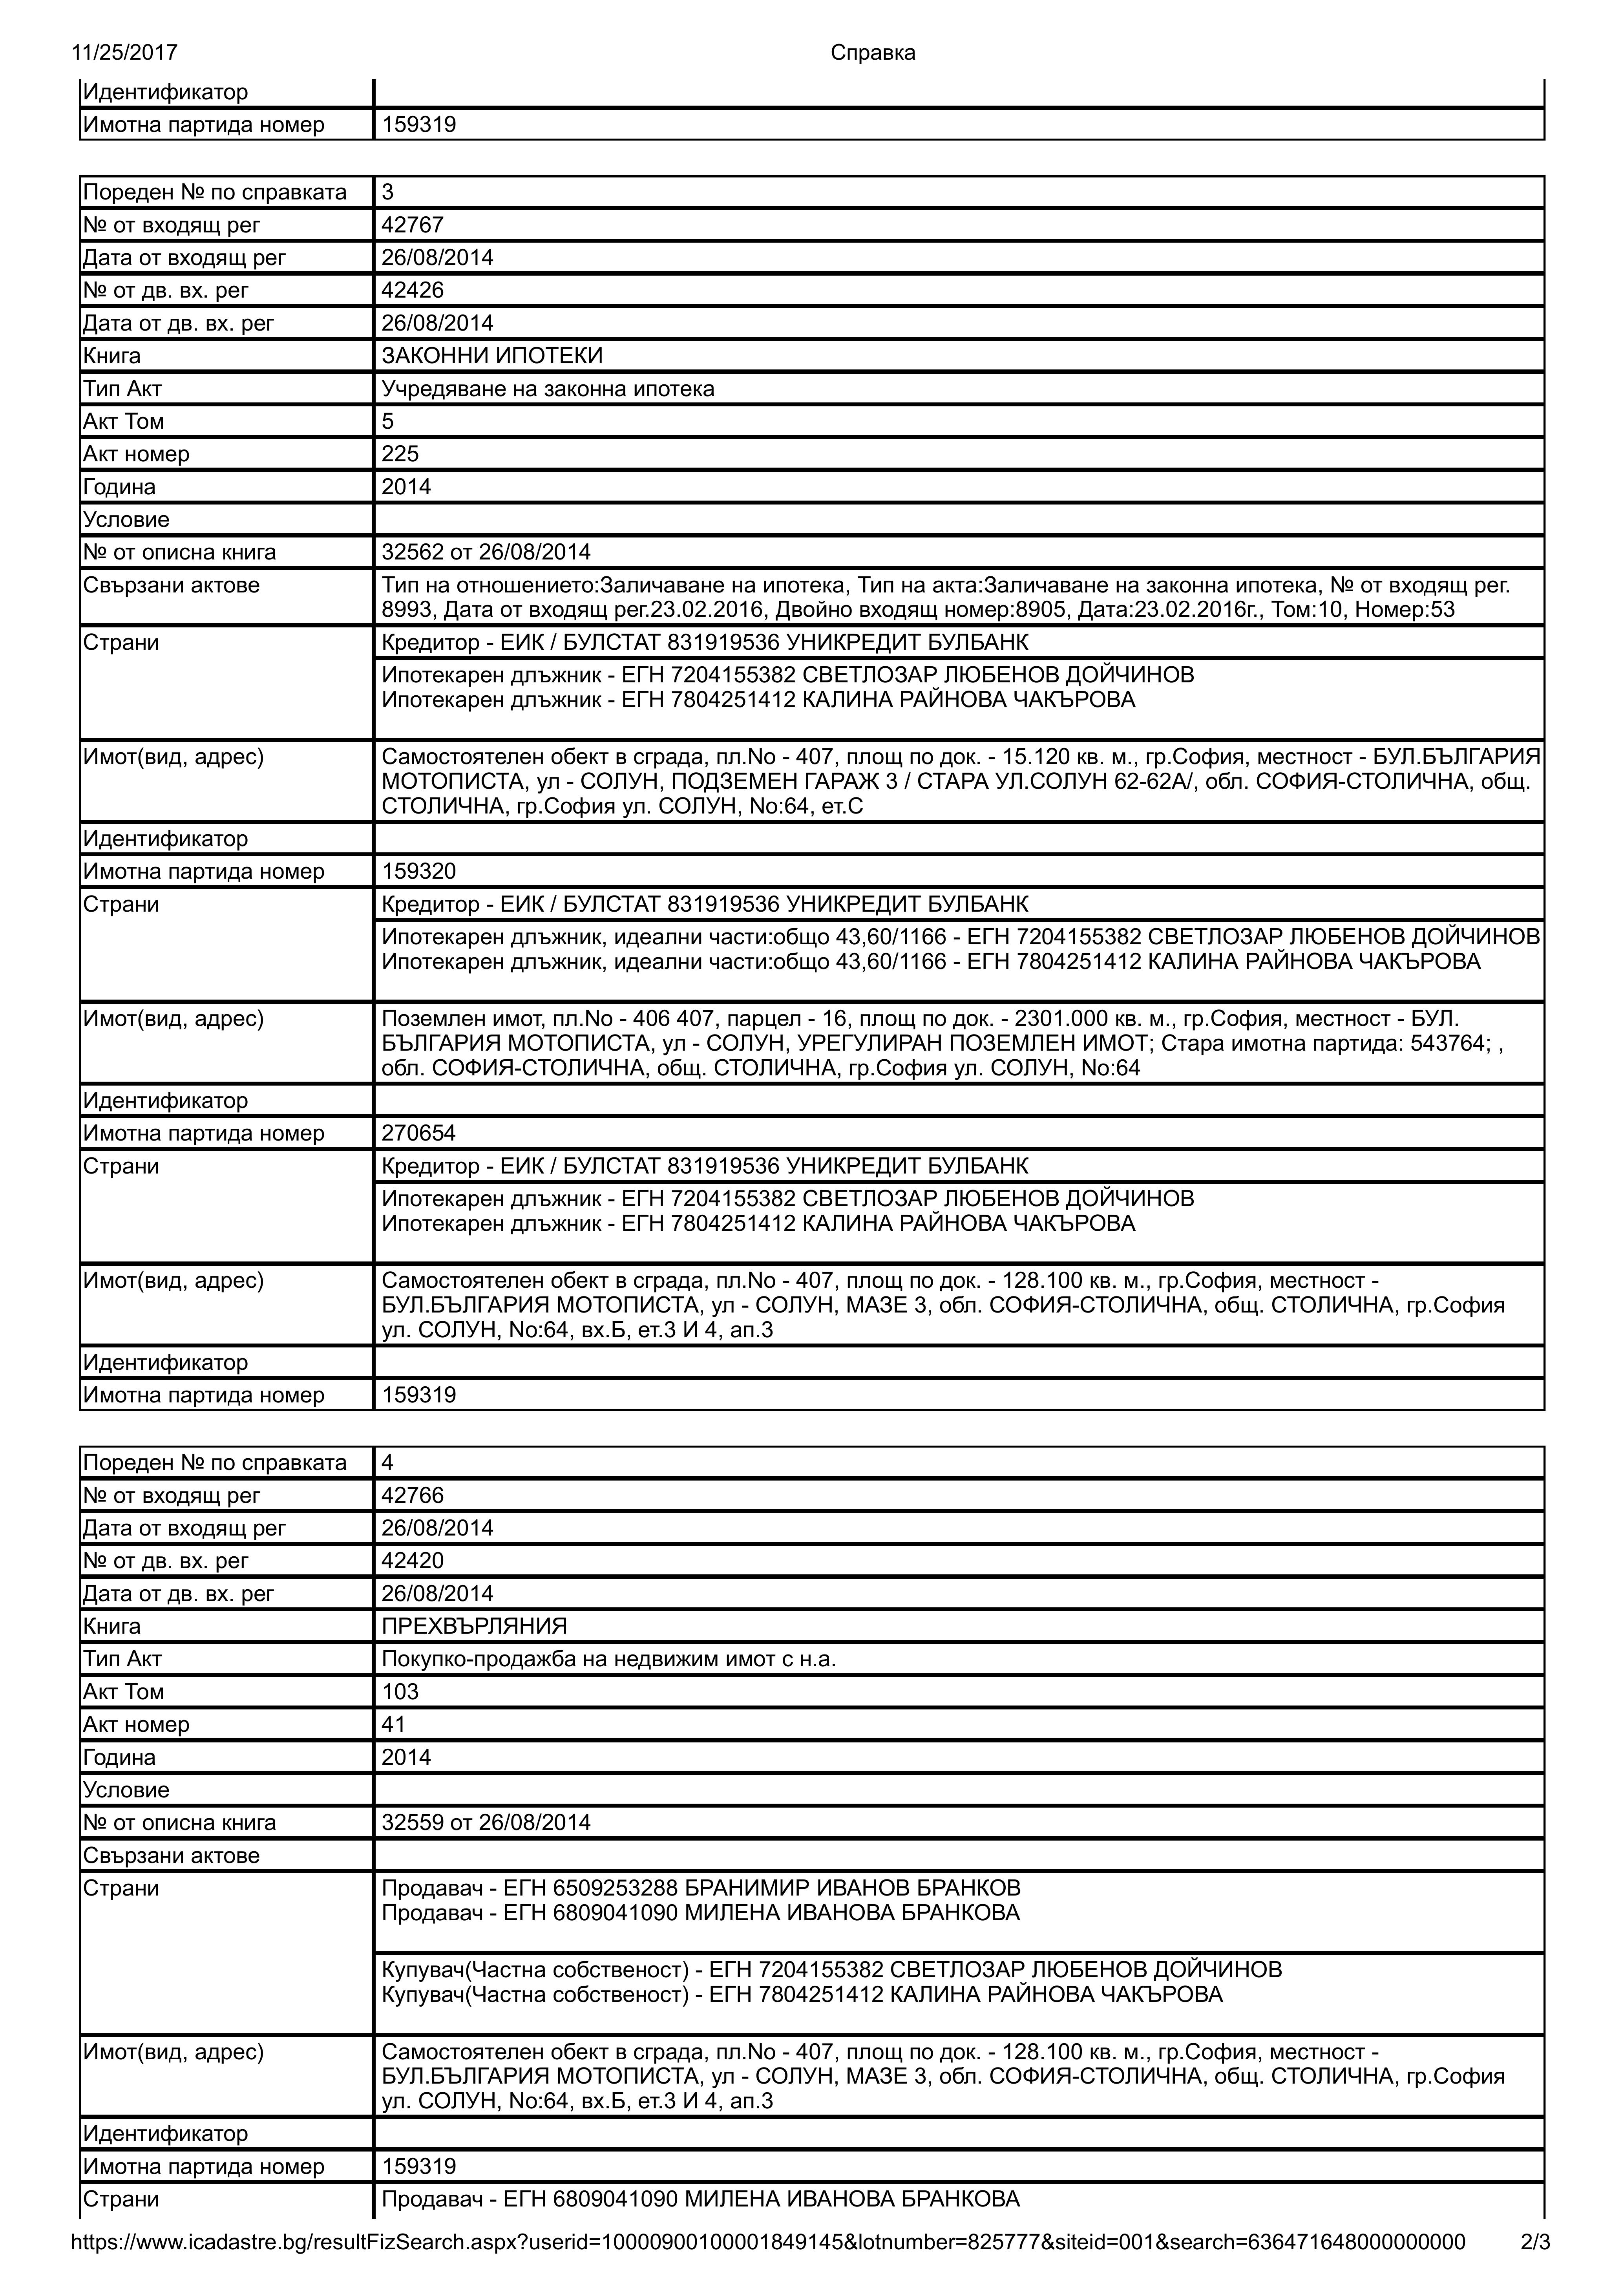 11/25/2017 Справка
Идентификатор
Имотна партида номер 159319
Пореден № по справката 3
№ от входящ рег 42767
Дата от входящ рег 26/08/2014
№ от дв. вх. рег 42426
Дата от дв. вх. рег 26/08/2014
Книга ЗАКОННИ ИПОТЕКИ
Тип Акт Учредяване на законна ипотека
Акт Том 5
Акт номер 225
Година 2014
Условие
№ от описна книга 32562 от 26/08/2014
Свързани актове Тип на отношението:Заличаване на ипотека, Тип на акта:Заличаване на законна ипотека, № от входящ рег.
8993, Дата от входящ рег.23.02.2016, Двойно входящ номер:8905, Дата:23.02.2016г., Том:10, Номер:53
Страни Кредитор - ЕИК / БУЛСТАТ 831919536 УНИКРЕДИТ БУЛБАНК
Ипотекарен длъжник - ЕГН 7204155382 СВЕТЛОЗАР ЛЮБЕНОВ ДОЙЧИНОВ
Ипотекарен длъжник - ЕГН 7804251412 КАЛИНА РАЙНОВА ЧАКЪРОВА
Имот(вид, адрес) Самостоятелен обект в сграда, пл.No - 407, площ по док. - 15.120 кв. м., гр.София, местност - БУЛ.БЪЛГАРИЯ
МОТОПИСТА, ул - СОЛУН, ПОДЗЕМЕН ГАРАЖ 3 / СТАРА УЛ.СОЛУН 62-62А/, обл. СОФИЯ-СТОЛИЧНА, общ.
СТОЛИЧНА, гр.София ул. СОЛУН, No:64, ет.С
Идентификатор
Имотна партида номер 159320
Страни Кредитор - ЕИК / БУЛСТАТ 831919536 УНИКРЕДИТ БУЛБАНК
Ипотекарен длъжник, идеални части:общо 43,60/1166 - ЕГН 7204155382 СВЕТЛОЗАР ЛЮБЕНОВ ДОЙЧИНОВ
Ипотекарен длъжник, идеални части:общо 43,60/1166 - ЕГН 7804251412 КАЛИНА РАЙНОВА ЧАКЪРОВА
Имот(вид, адрес) Поземлен имот, пл.No - 406 407, парцел - 16, площ по док. - 2301.000 кв. м., гр.София, местност - БУЛ.
БЪЛГАРИЯ МОТОПИСТА, ул - СОЛУН, УРЕГУЛИРАН ПОЗЕМЛЕН ИМОТ; Стара имотна партида: 543764; ,
обл. СОФИЯ-СТОЛИЧНА, общ. СТОЛИЧНА, гр.София ул. СОЛУН, No:64
Идентификатор
Имотна партида номер 270654
Страни Кредитор - ЕИК / БУЛСТАТ 831919536 УНИКРЕДИТ БУЛБАНК
Ипотекарен длъжник - ЕГН 7204155382 СВЕТЛОЗАР ЛЮБЕНОВ ДОЙЧИНОВ
Ипотекарен длъжник - ЕГН 7804251412 КАЛИНА РАЙНОВА ЧАКЪРОВА
Имот(вид, адрес) Самостоятелен обект в сграда, пл.No - 407, площ по док. - 128.100 кв. м., гр.София, местност -
БУЛ.БЪЛГАРИЯ МОТОПИСТА, ул - СОЛУН, МАЗЕ 3, обл. СОФИЯ-СТОЛИЧНА, общ. СТОЛИЧНА, гр.София
ул. СОЛУН, No:64, вх.Б, ет.3 И 4, ап.3
Идентификатор
Имотна партида номер 159319
Пореден № по справката 4
№ от входящ рег 42766
Дата от входящ рег 26/08/2014
№ от дв. вх. рег 42420
Дата от дв. вх. рег 26/08/2014
Книга ПРЕХВЪРЛЯНИЯ
Тип Акт Покупко-продажба на недвижим имот с н.а.
Акт Том 103
Акт номер 41
Година 2014
Условие
№ от описна книга 32559 от 26/08/2014
Свързани актове
Страни Продавач - ЕГН 6509253288 БРАНИМИР ИВАНОВ БРАНКОВ
Продавач - ЕГН 6809041090 МИЛЕНА ИВАНОВА БРАНКОВА
Купувач(Частна собственост) - ЕГН 7204155382 СВЕТЛОЗАР ЛЮБЕНОВ ДОЙЧИНОВ
Купувач(Частна собственост) - ЕГН 7804251412 КАЛИНА РАЙНОВА ЧАКЪРОВА
Имот(вид, адрес) Самостоятелен обект в сграда, пл.No - 407, площ по док. - 128.100 кв. м., гр.София, местност -
БУЛ.БЪЛГАРИЯ МОТОПИСТА, ул - СОЛУН, МАЗЕ 3, обл. СОФИЯ-СТОЛИЧНА, общ. СТОЛИЧНА, гр.София
ул. СОЛУН, No:64, вх.Б, ет.3 И 4, ап.3
Идентификатор
Имотна партида номер 159319
Страни Продавач - ЕГН 6809041090 МИЛЕНА ИВАНОВА БРАНКОВА
https://www.icadastre.bg/resultFizSearch.aspx?userid=10000900100001849145&lotnumber=825777&siteid=001&search=636471648000000000 2/3